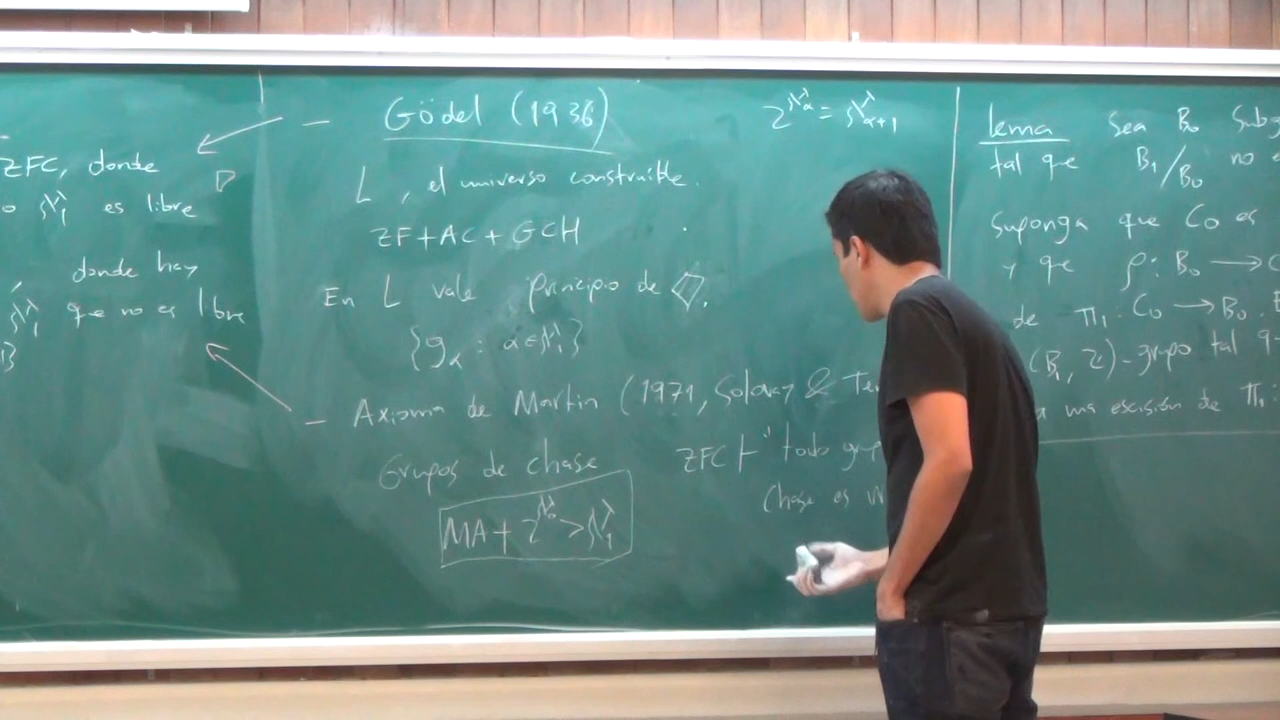 ZFC, donde
o ℵ₁ es libre
donde hay
ℵ₁ que no es libre
1}
– Gödel (1936)
L, el universo construible.
ZF+AC+GCH
En L vale principio de ◇.
{g_α : α∈ℵ₁}
– Axioma de Martin (1971, Solovay &
Grupos de chase
MA + 2^ℵ₀ > ℵ₁
ZFC ⊢ "todo
Chase es
2^ℵ_α = ℵ_α+1
Lema Sea B₀
tal que B₁/B₀ no
Suponga que C₀ es
y que ρ: B₀ →
de π₁: C₀ → B₀.
(B₁, Z)-grupo tal
una escisión de π₁: